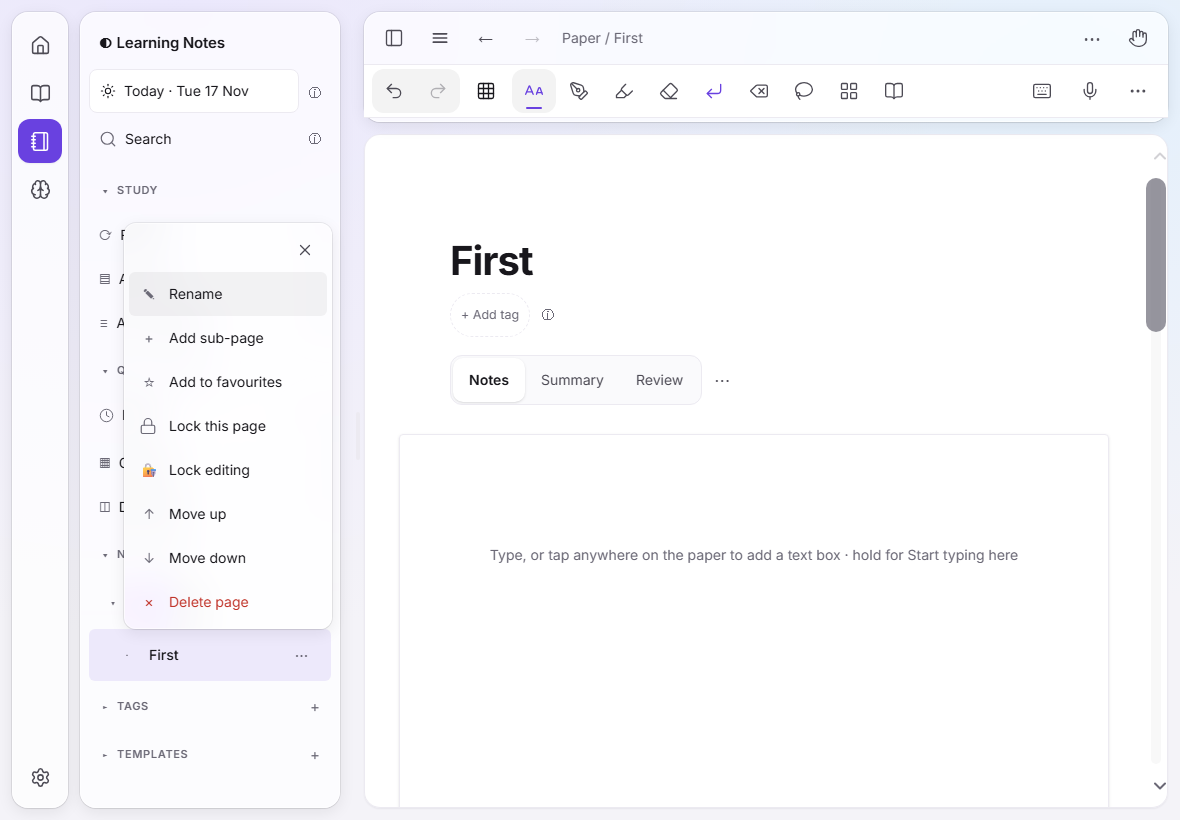 Learning Notes
Today · Tue 17 Nov
Search
STUDY
Rename
Add sub-page
Add to favourites
Lock this page
Lock editing
Move up
Move down
Delete page
First
TAGS
TEMPLATES
Paper / First
AA
First
+ Add tag
Notes Summary Review
Type, or tap anywhere on the paper to add a text box · hold for Start typing here